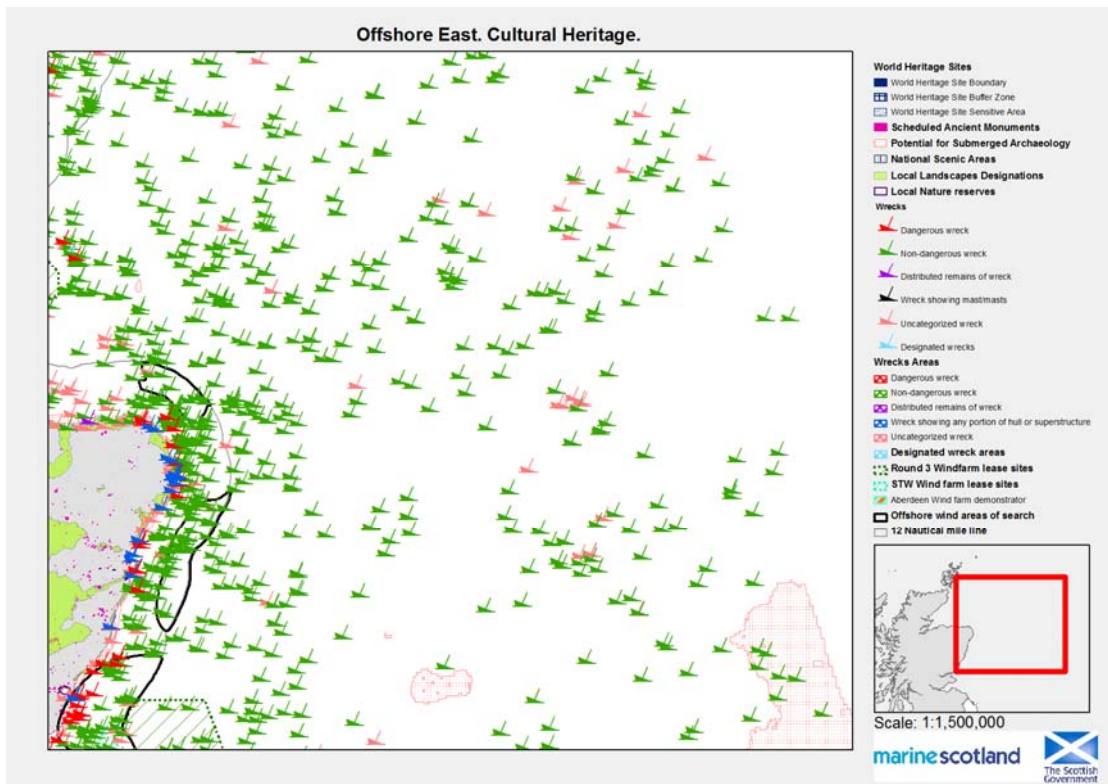 Offshore East. Cultural Heritage.
World Heritage Sites
World Heritage Site Boundary
World Heritage Site Buffer Zone
World Heritage Site Sensitive Area
Scheduled Ancient Monuments
Potential for Submerged Archaeology
National Scenic Areas
Local Landscapes Designations
Local Nature reserves
Wrecks
Dangerous wreck
Non-dangerous wreck
Distributed remains of wreck
Wreck showing mast/masts
Uncategorized wreck
Designated wrecks
Wrecks Areas
Dangerous wreck
Non-dangerous wreck
Distributed remains of wreck
Wreck showing any portion of hull or superstructure
Uncategorized wreck
Designated wreck areas
Round 3 Windfarm lease sites
STW Wind farm lease sites
Aberdeen Wind farm demonstrator
Offshore wind areas of search
12 Nautical mile line
Scale: 1:1,500,000
marinescotland
The Scottish
Government